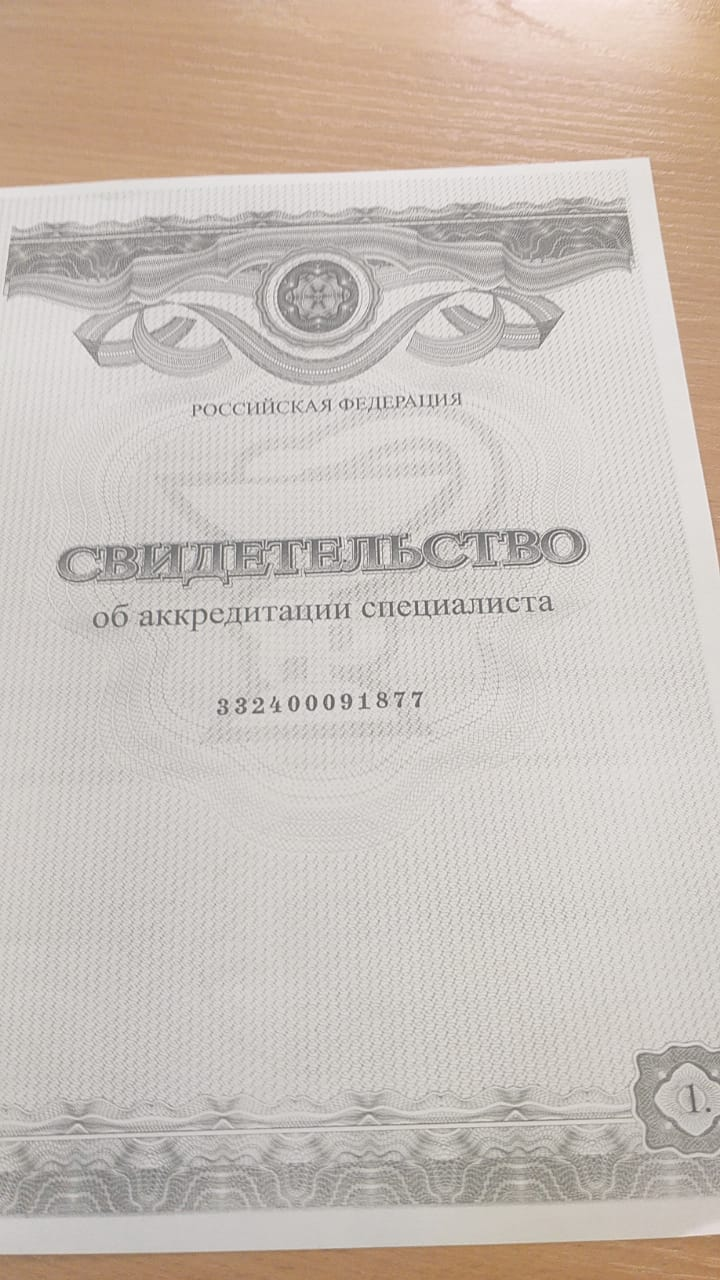 РОССИЙСКАЯ ФЕДЕРАЦИЯ
СВИДЕТЕЛЬСТВО
об аккредитации специалиста
332400091877
1.